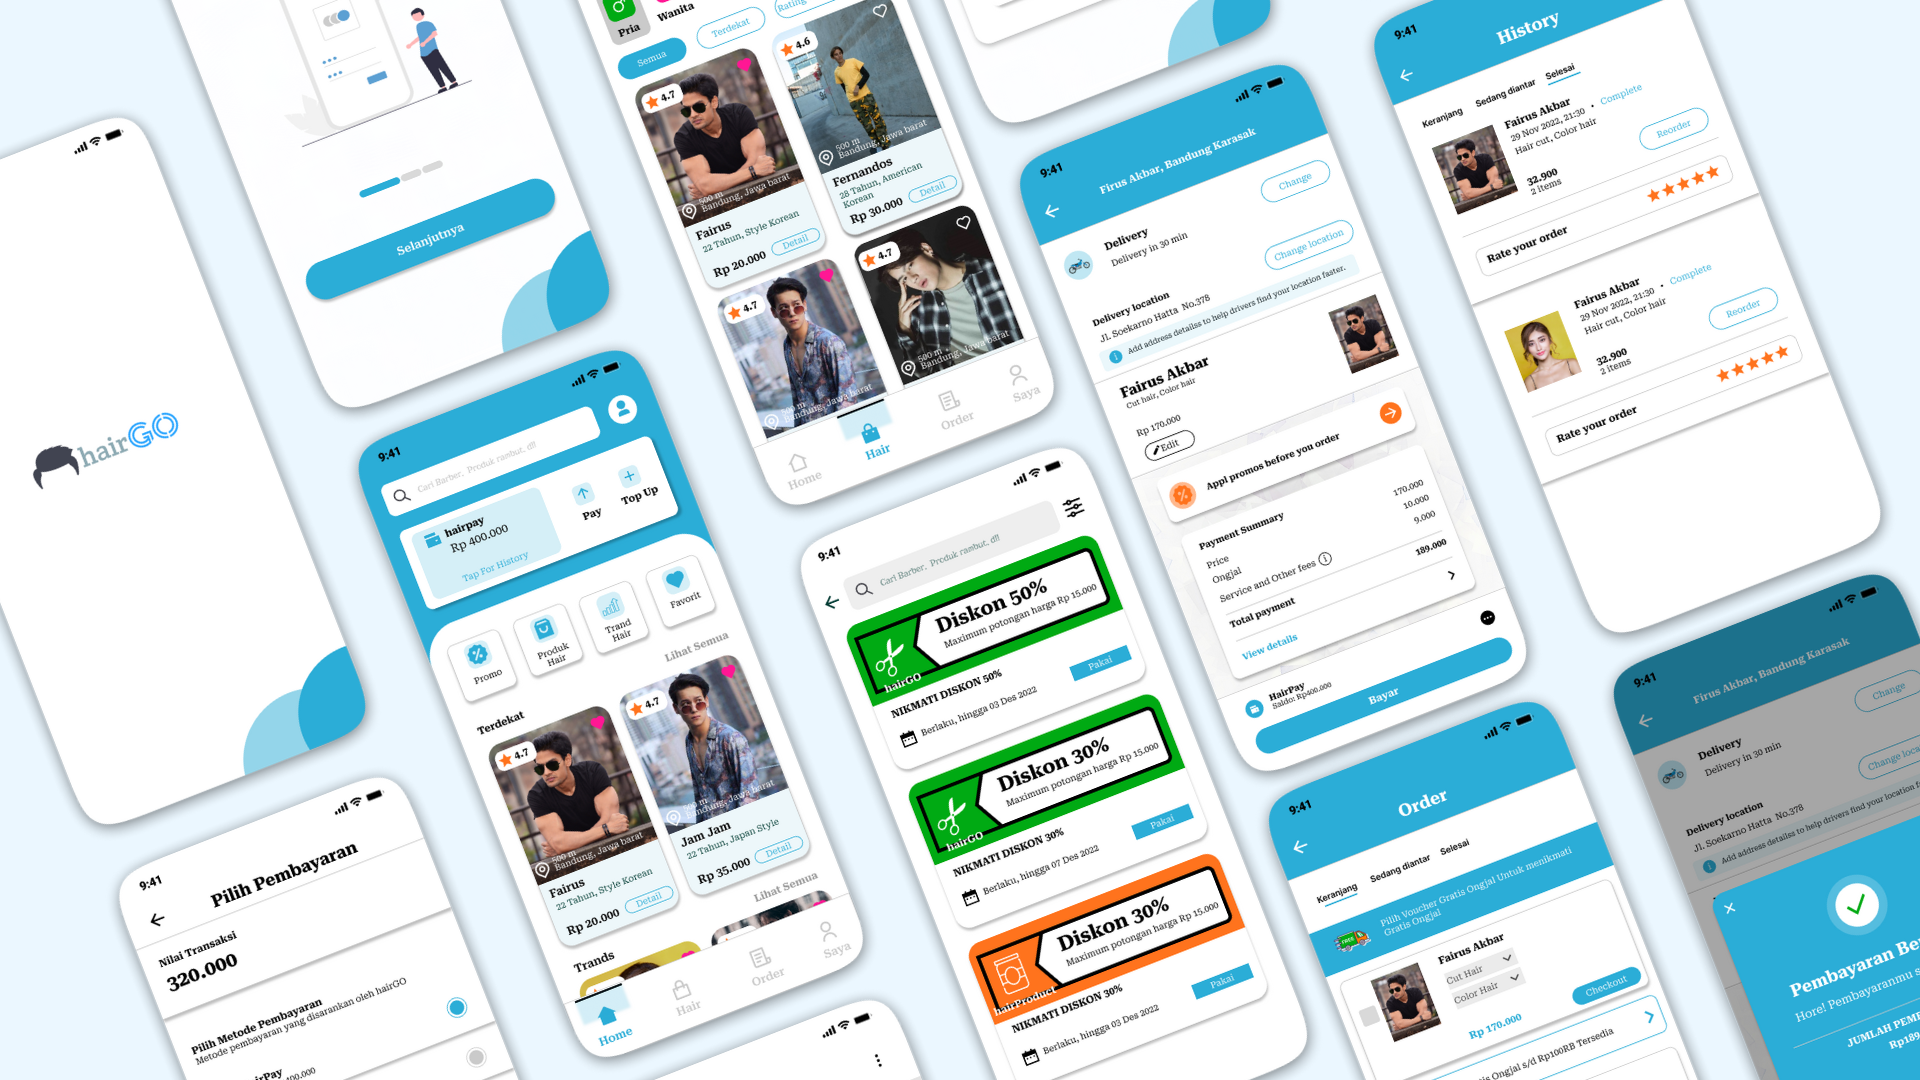 hairGO
Selanjutnya
9:41
Pilih Pembayaran
Nilai Transaksi
320.000
Pilih Metode Pembayaran
Metode pembayaran yang disarankan oleh hairGO
9:41
Cari Barber, Produk rambut, dll
hairpay
Rp 400.000
Tap For History
Pay
Top Up
Promo
Produk
Hair
Trand
Hair
Favorit
Lihat Semua
Terdekat
4.7
500 m
Bandung, Jawa barat
Fairus
22 Tahun, Style Korean
Rp 20.000
Detail
4.7
500 m
Bandung, Jawa barat
Jam Jam
22 Tahun, Japan Style
Rp 35.000
Detail
Lihat Semua
Trands
Home
Hair
Order
Saya
Pria
Wanita
Semua
Terdekat
Rating
4.7
500 m
Bandung, Jawa barat
Fairus
22 Tahun, Style Korean
Rp 20.000
Detail
4.6
500 m
Bandung, Jawa barat
Fernandos
28 Tahun, American
Korean
Rp 30.000
Detail
4.7
500 m
Bandung, Jawa barat
4.7
500 m
Bandung, Jawa barat
Home
Hair
Order
Saya
9:41
Cari Barber, Produk rambut, dll
Diskon 50%
Maximum potongan harga Rp 15.000
hairGO
NIKMATI DISKON 50%
Berlaku, hingga 03 Des 2022
Pakai
Diskon 30%
Maximum potongan harga Rp 15.000
hairGO
NIKMATI DISKON 30%
Berlaku, hingga 07 Des 2022
Pakai
Diskon 30%
Maximum potongan harga Rp 15.000
hairProduct
NIKMATI DISKON 30%
Berlaku, hingga 03 Des 2022
Pakai
9:41
Firus Akbar, Bandung Karasak
Delivery
Delivery in 30 min
Change
Delivery location
Jl. Soekarno Hatta No.378
Change location
Add address detailss to help drivers find your location faster.
Fairus Akbar
Cut hair, Color hair
Rp 170.000
Edit
Appl promos before you order
Payment Summary
Price
170.000
Ongjal
10.000
Service and Other fees
9.000
Total payment
189.000
View details
HairPay
Saldo: Rp400.000
Bayar
9:41
History
Keranjang
Sedang diantar
Selesai
Fairus Akbar
29 Nov 2022, 21:30 • Complete
Hair cut, Color hair
32.900
2 items
Reorder
Rate your order
Fairus Akbar
29 Nov 2022, 21:30 • Complete
Hair cut, Color hair
32.900
2 items
Reorder
Rate your order
9:41
Order
Keranjang
Sedang diantar
Selesai
Pilih Voucher Gratis Ongjal Untuk menikmati
Gratis Ongjal
FREE
Fairus Akbar
Cut Hair
Color Hair
Rp 170.000
Checkout
Ongjal s/d Rp100RB Tersedia
9:41
Firus Akbar, Bandung Karasak
Delivery
Delivery in 30 min
Change
Delivery location
Jl. Soekarno Hatta No.378
Change
Add address detailss to help drivers find your location
Pembayaran
Hore! Pembayaranmu
JUMLAH